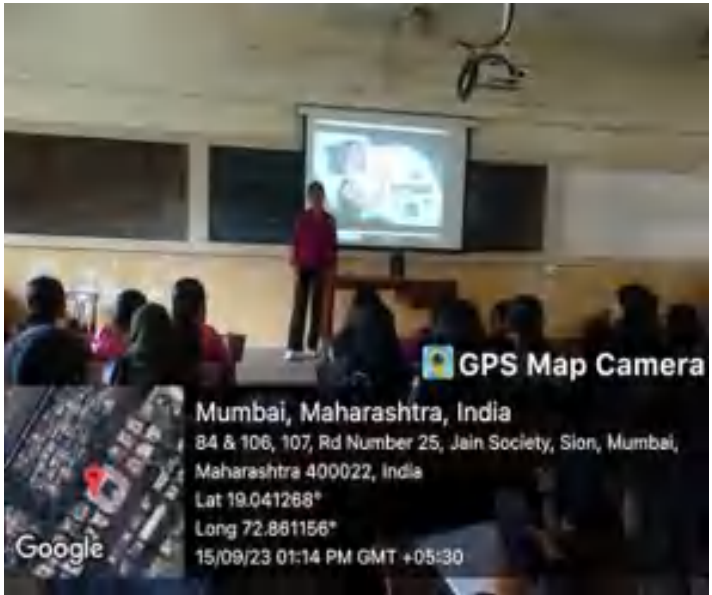 GPS Map Camera
Mumbai, Maharashtra, India
84 & 106, 107, Rd Number 25, Jain Society, Sion, Mumbai,
Maharashtra 400022, India
Lat 19.041268°
Long 72.861156°
15/09/23 01:14 PM GMT +05:30
Google